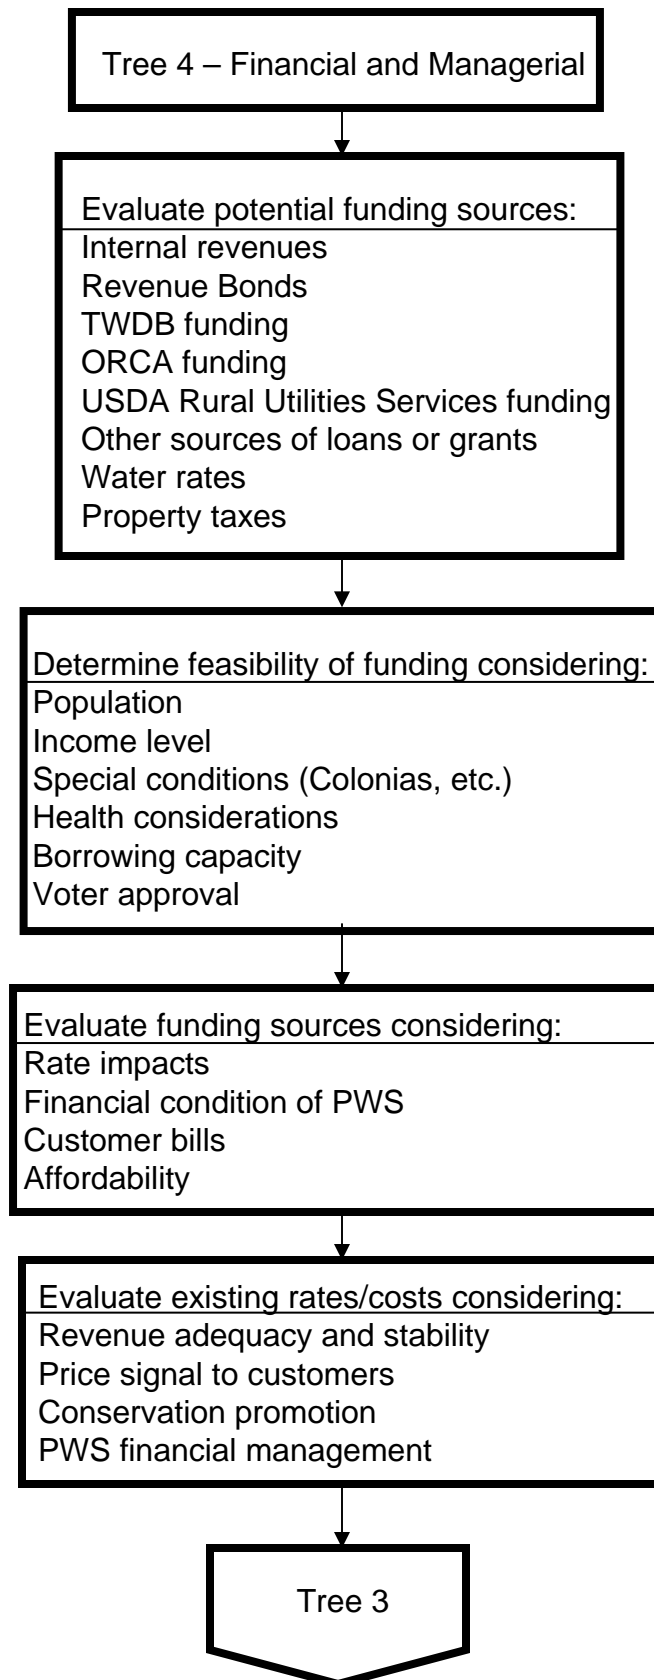 Tree 4 – Financial and Managerial
Evaluate potential funding sources:
Internal revenues
Revenue Bonds
TWDB funding
ORCA funding
USDA Rural Utilities Services funding
Other sources of loans or grants
Water rates
Property taxes
Determine feasibility of funding considering:
Population
Income level
Special conditions (Colonias, etc.)
Health considerations
Borrowing capacity
Voter approval
Evaluate funding sources considering:
Rate impacts
Financial condition of PWS
Customer bills
Affordability
Evaluate existing rates/costs considering:
Revenue adequacy and stability
Price signal to customers
Conservation promotion
PWS financial management
Tree 3